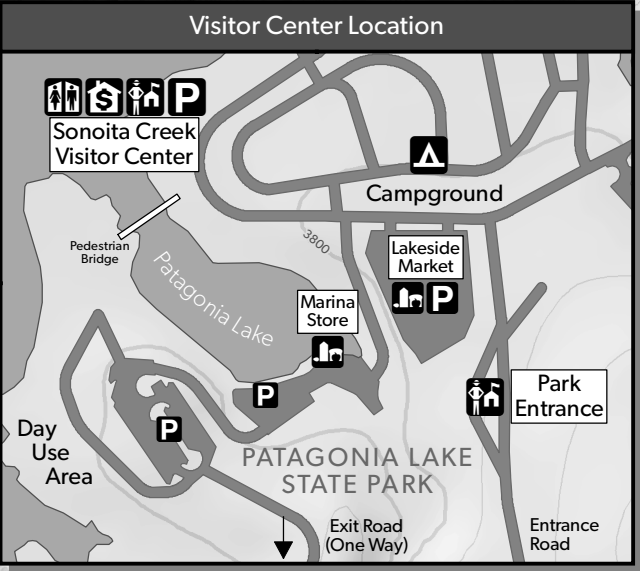 Visitor Center Location
$
P
Sonoita Creek
Visitor Center
Campground
Pedestrian
Bridge
3800
Lakeside
Market
P
Patagonia Lake
Marina
Store
P
Park
Entrance
P
Day
Use
Area
PATAGONIA LAKE
STATE PARK
Exit Road
(One Way)
Entrance
Road